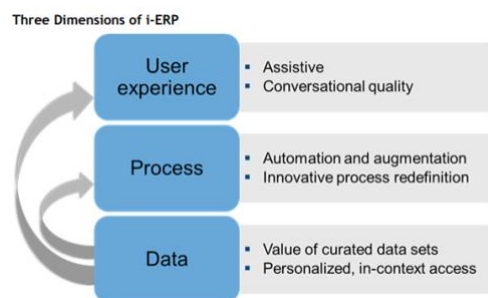 Three Dimensions of i-ERP
User
experience
▪ Assistive
▪ Conversational quality
Process
▪ Automation and augmentation
▪ Innovative process redefinition
Data
▪ Value of curated data sets
▪ Personalized, in-context access